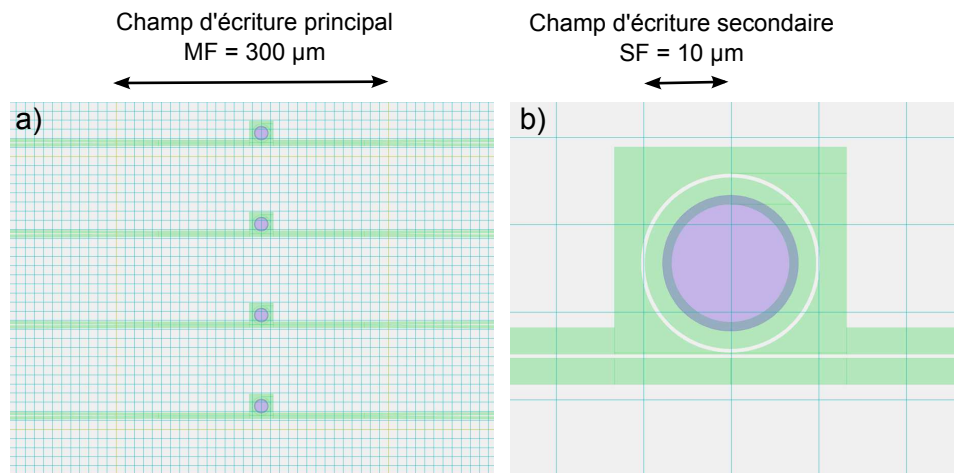 Champ d'écriture principal
MF = 300 µm
Champ d'écriture secondaire
SF = 10 µm
a)
b)